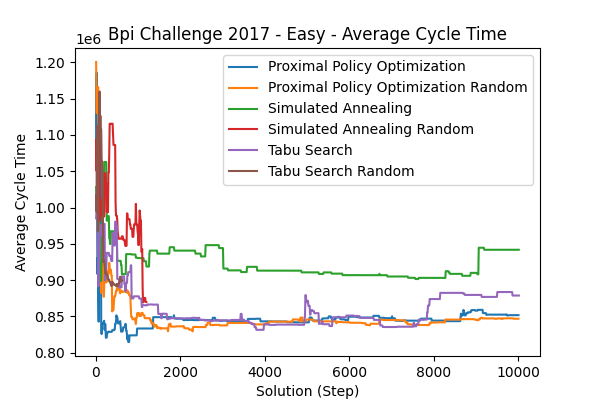 Bpi Challenge 2017 - Easy - Average Cycle Time
1e6
1.20
1.15
1.10
1.05
1.00
0.95
0.90
0.85
0.80
Average Cycle Time
Proximal Policy Optimization
Proximal Policy Optimization Random
Simulated Annealing
Simulated Annealing Random
Tabu Search
Tabu Search Random
0 2000 4000 6000 8000 10000
Solution (Step)